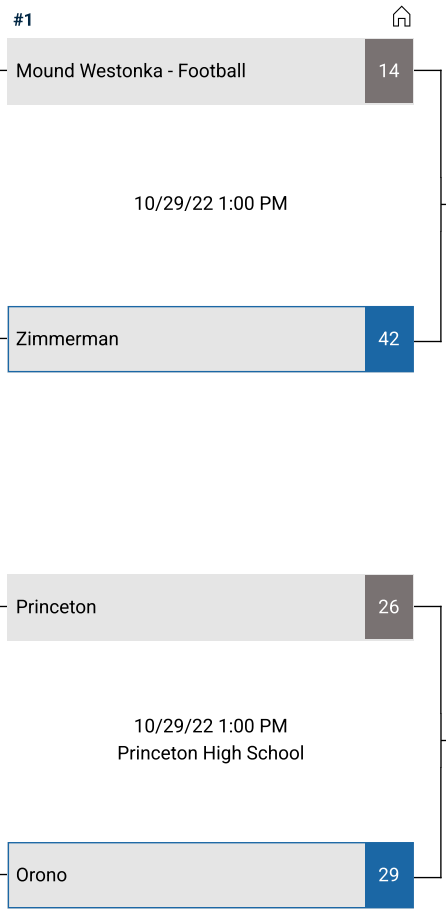 #1
Mound Westonka - Football 14
10/29/22 1:00 PM
Zimmerman 42
Princeton 26
10/29/22 1:00 PM
Princeton High School
Orono 29